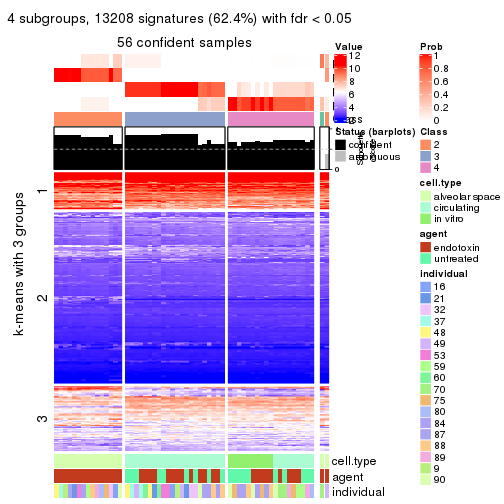 4 subgroups, 13208 signatures (62.4%) with fdr < 0.05
56 confident samples
k-means with 3 groups
1
2
3
cell.type
agent
individual
Value
12
10
8
6
4
Status (barplots)
confident
ambiguous
0
Prob
1
0.8
0.6
0.4
0.2
0
Class
2
3
4
cell.type
alveolar space
circulating
in vitro
agent
endotoxin
untreated
individual
16
21
32
37
48
49
53
59
60
70
75
80
84
87
88
89
9
90